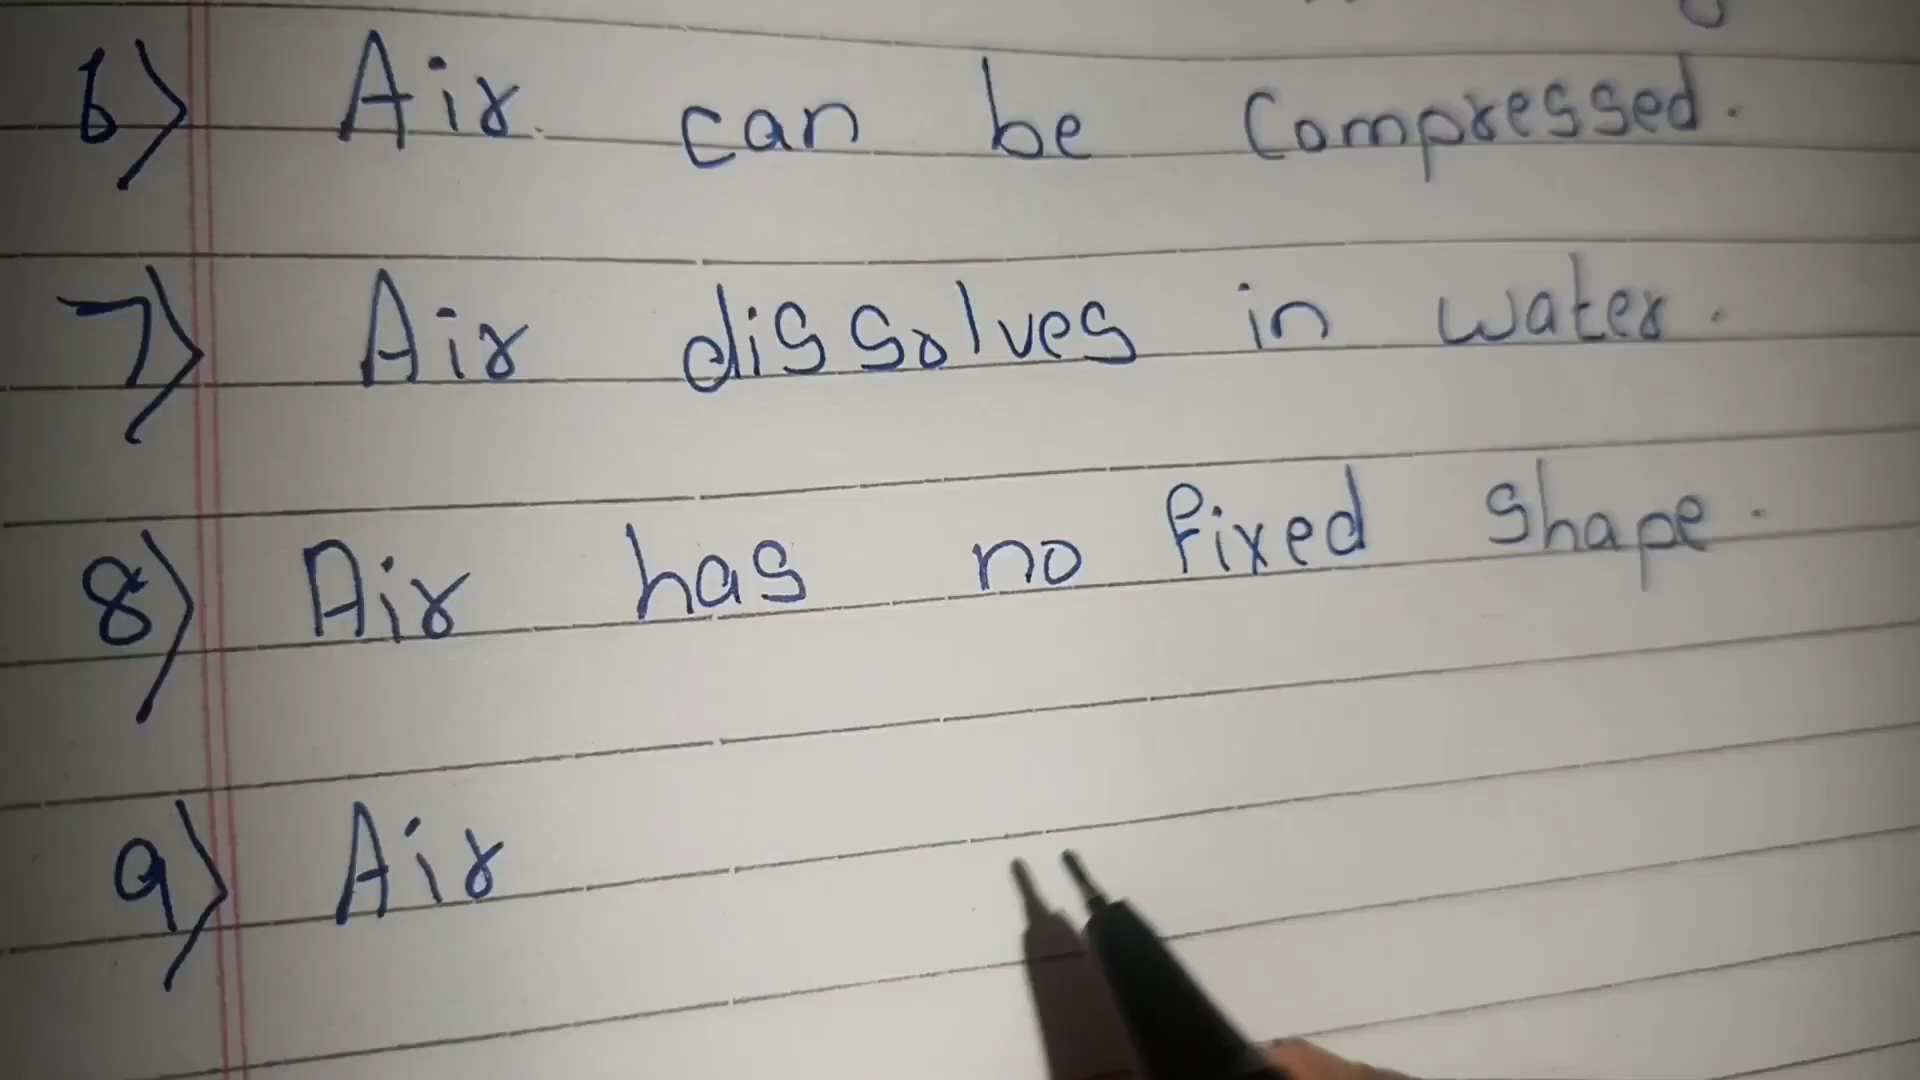 6) Air can be Compressed.
7) Air dissolves in water.
8) Air has no fixed shape.
9) Air